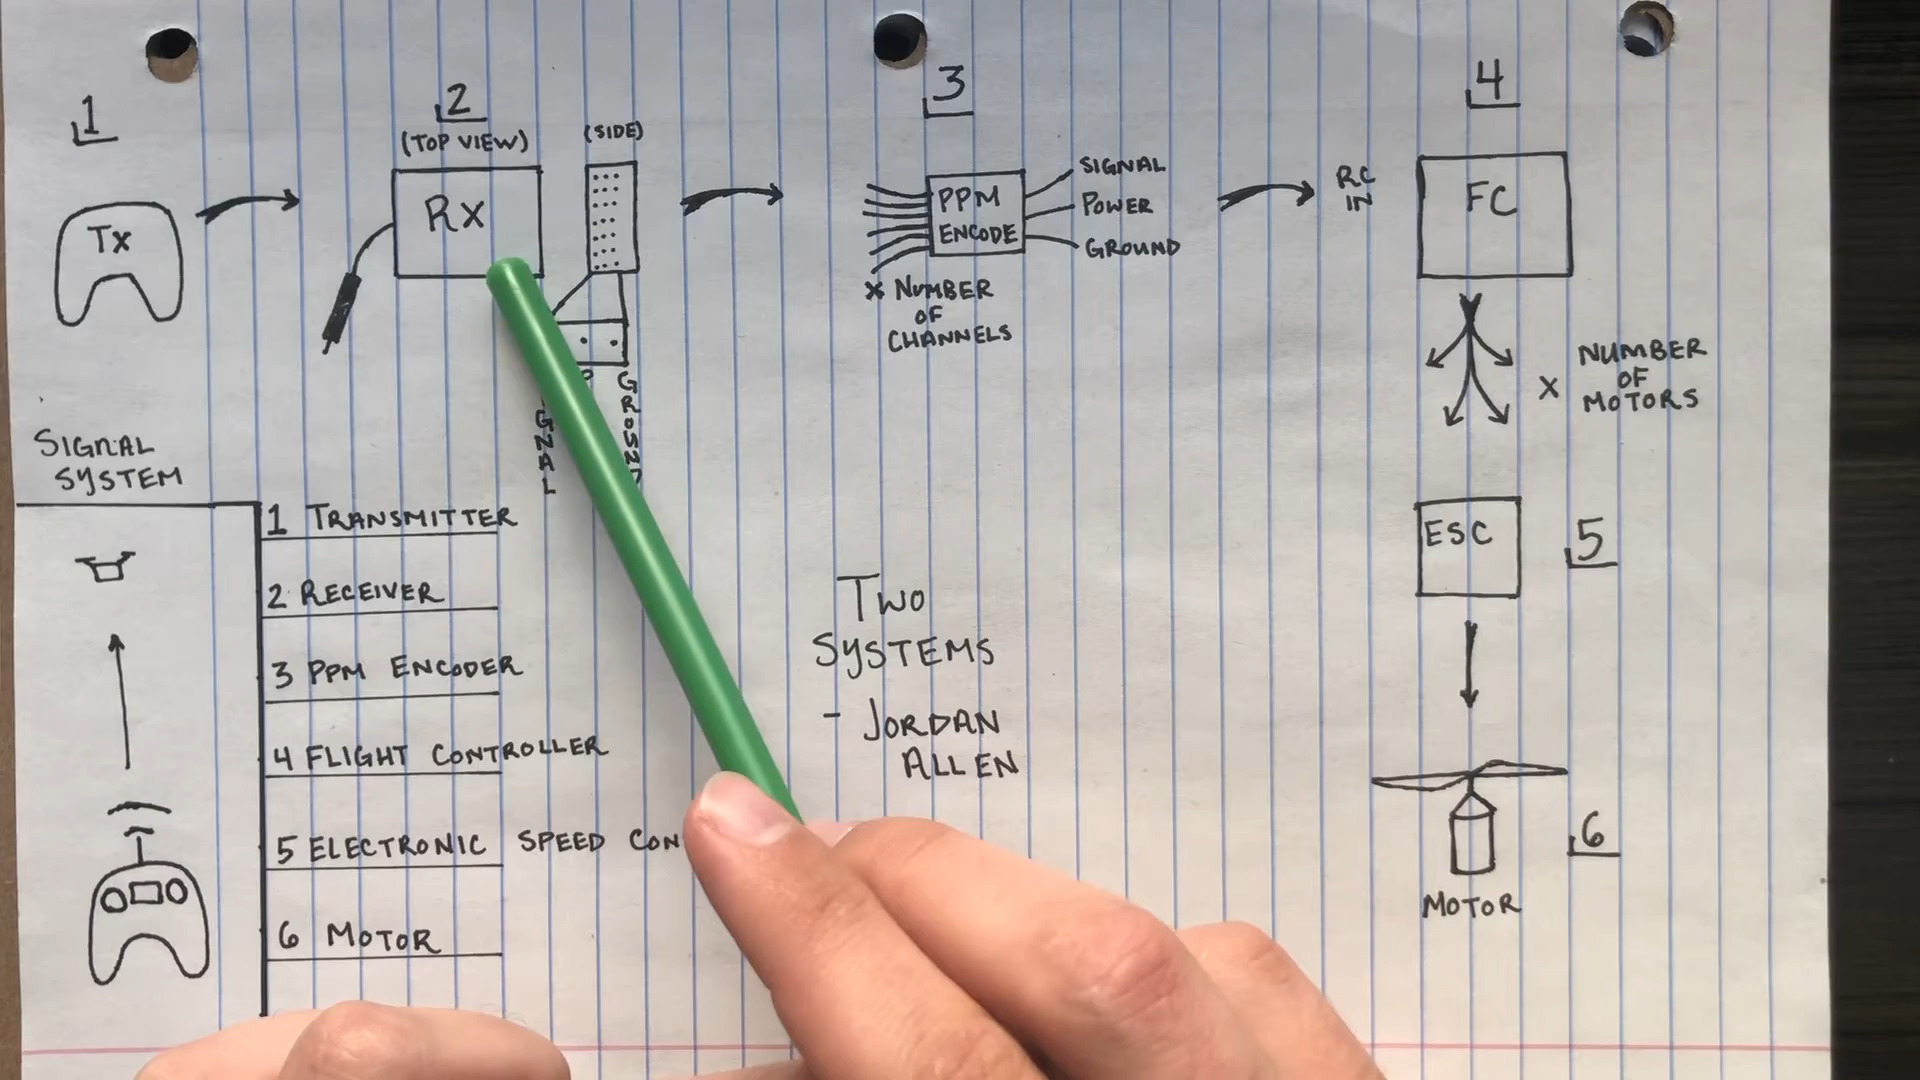 1
Tx
2
(TOP VIEW)
Rx
(SIDE)
GROUND
3
PPM
ENCODE
SIGNAL
POWER
GROUND
x NUMBER
OF
CHANNELS
4
RC
IN
FC
x NUMBER
OF
MOTORS
ESC
5
6
MOTOR
SIGNAL
SYSTEM
1 TRANSMITTER
2 RECEIVER
3 PPM ENCODER
4 FLIGHT CONTROLLER
5 ELECTRONIC SPEED
6 MOTOR
TWO
SYSTEMS
- JORDAN
ALLEN